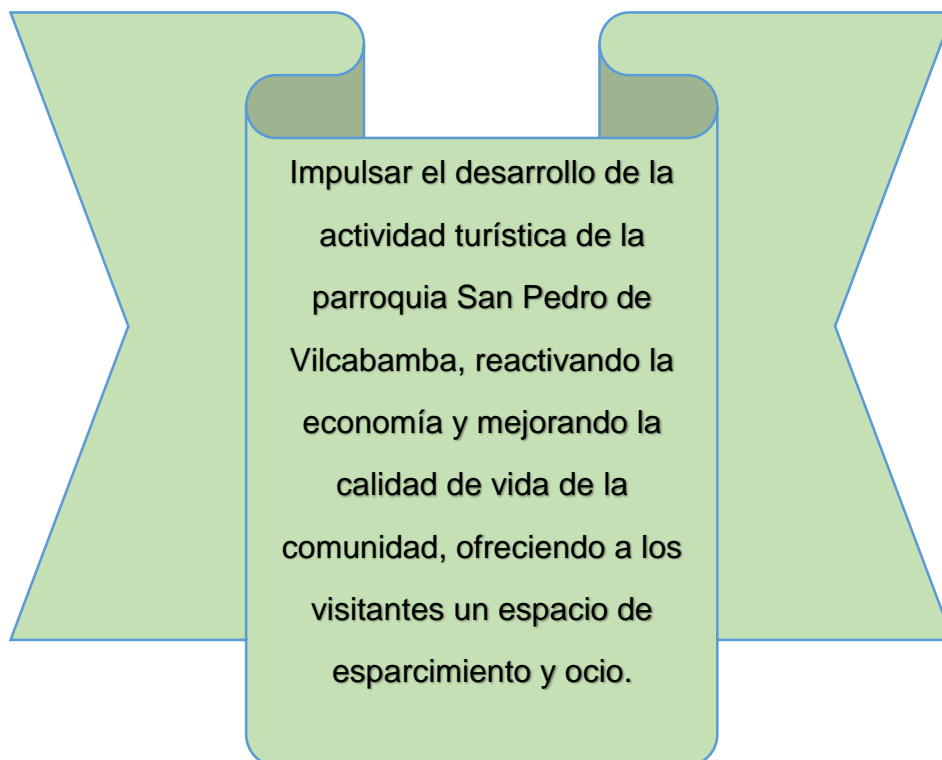 Impulsar el desarrollo de la
actividad turística de la
parroquia San Pedro de
Vilcabamba, reactivando la
economía y mejorando la
calidad de vida de la
comunidad, ofreciendo a los
visitantes un espacio de
esparcimiento y ocio.